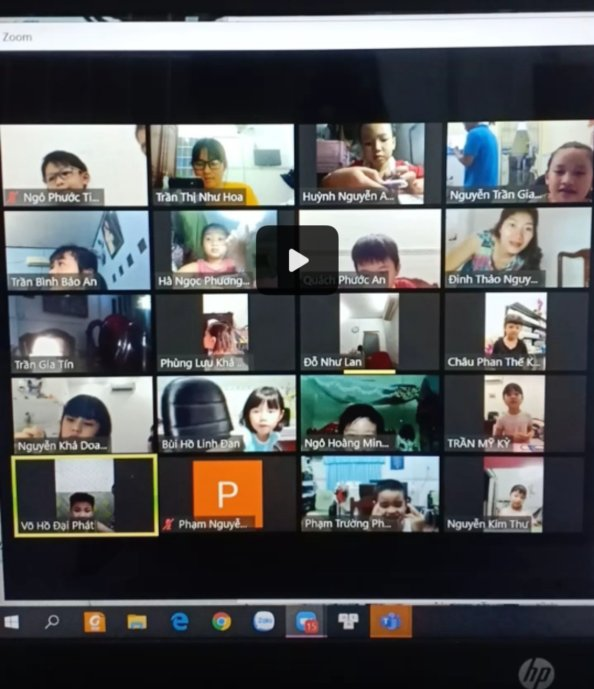 Zoom
Ngô Phước Ti...
Trần Thị Như Hoa
Huỳnh Nguyễn A...
Nguyễn Trần Gia...
Trần Bình Bảo An
Hà Ngọc Phương...
Quách Phước An
Đinh Thảo Nguy...
Trần Gia Tín
Phùng Lưu Khả ...
Đỗ Như Lan
Châu Phan Thế K...
Nguyễn Khả Doa...
Bùi Hồ Linh Đan
Ngô Hoàng Min...
TRẦN MỸ KỲ
Võ Hồ Đại Phát
P
Phạm Nguyễ...
Phạm Trường Ph...
Nguyễn Kim Thư
Zalo
15
hp